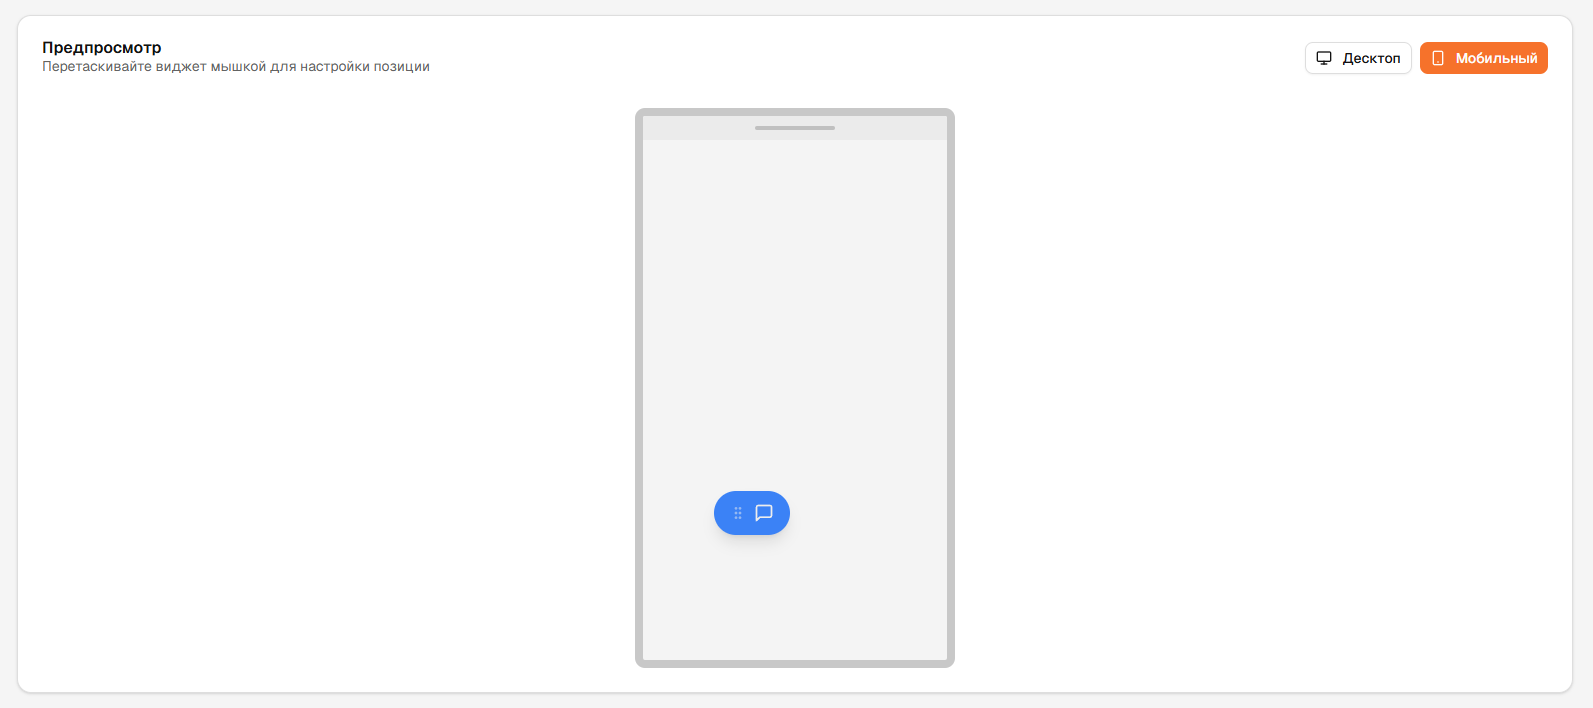 Предпросмотр
Перетаскивайте виджет мышкой для настройки позиции
Десктоп
Мобильный